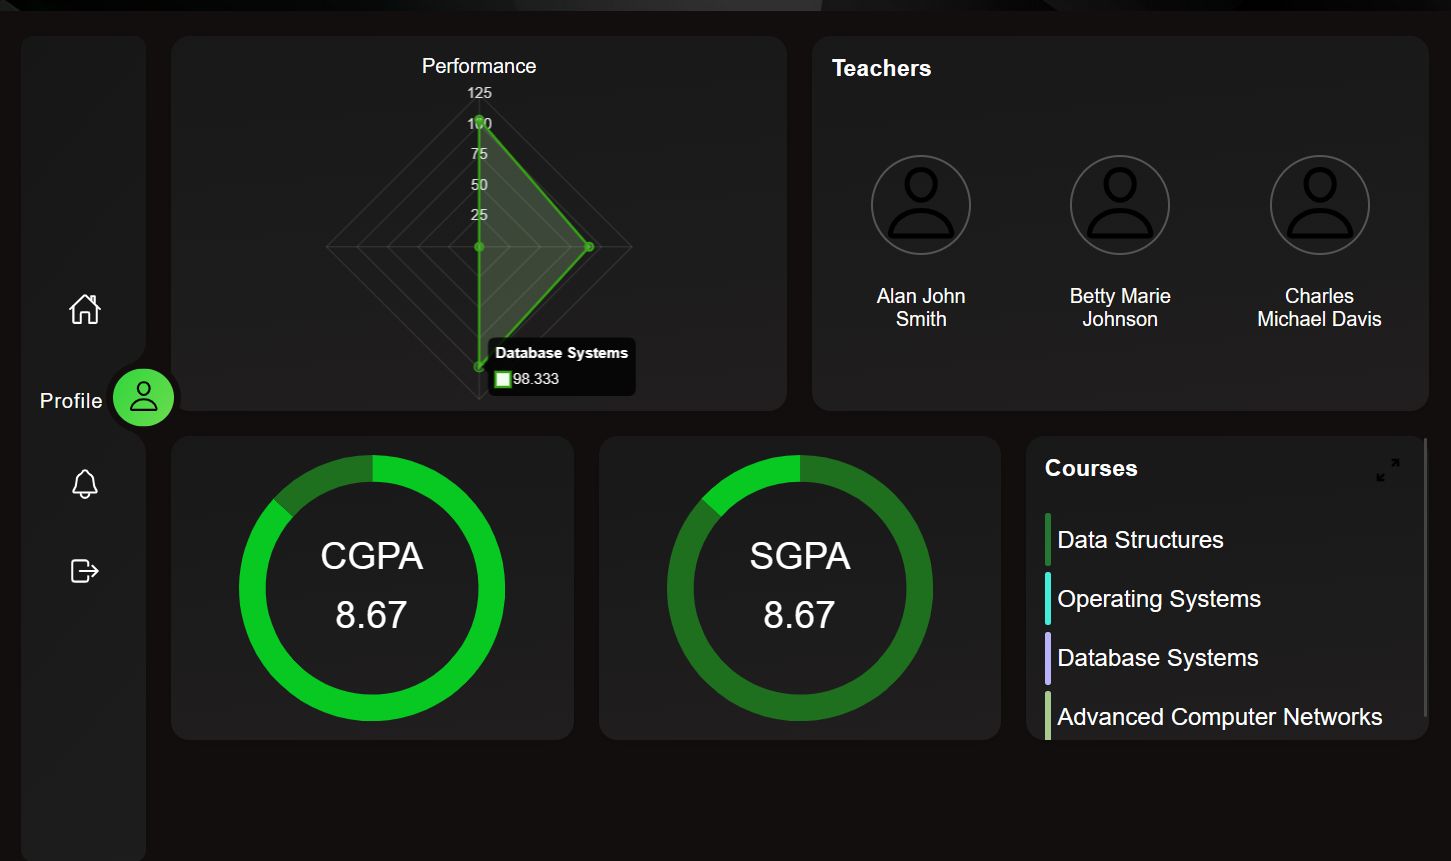 Performance
125
100
75
50
25
Database Systems
98.333
Teachers
Alan John
Smith
Betty Marie
Johnson
Charles
Michael Davis
Profile
CGPA
8.67
SGPA
8.67
Courses
Data Structures
Operating Systems
Database Systems
Advanced Computer Networks